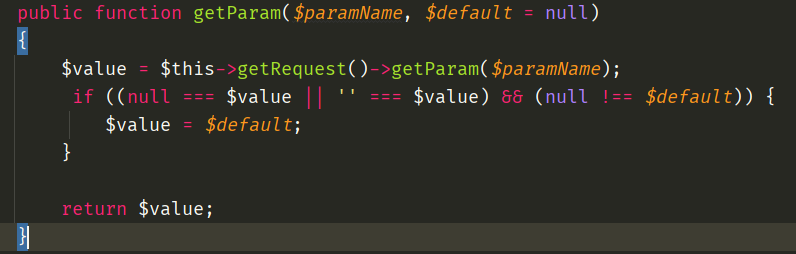 public function getParam($paramName, $default = null)
{
    $value = $this->getRequest()->getParam($paramName);
     if ((null === $value || '' === $value) && (null !== $default)) {
        $value = $default;
    }

    return $value;
}